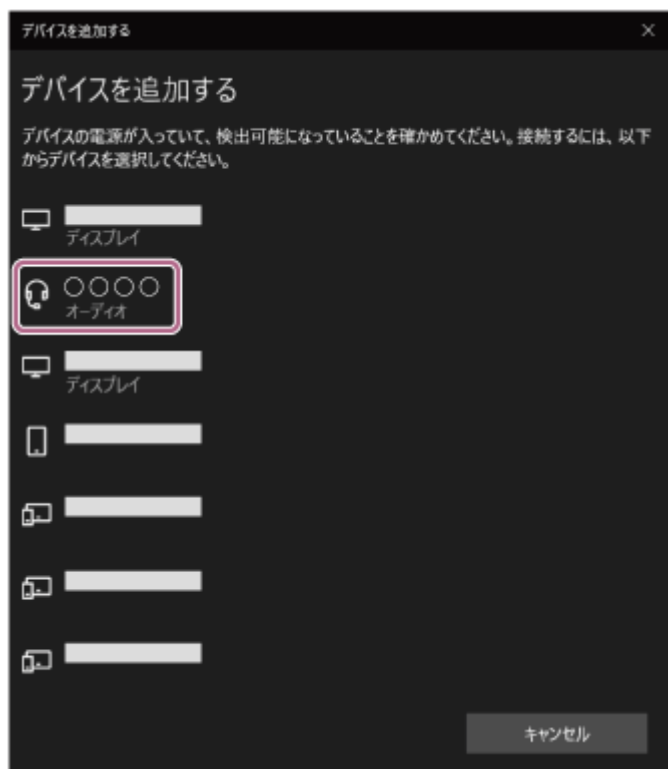 デバイスを追加する
デバイスを追加する
デバイスの電源が入っていて、検出可能になっていることを確かめてください。接続するには、以下
からデバイスを選択してください。
ディスプレイ
○○○○
オーディオ
ディスプレイ
キャンセル